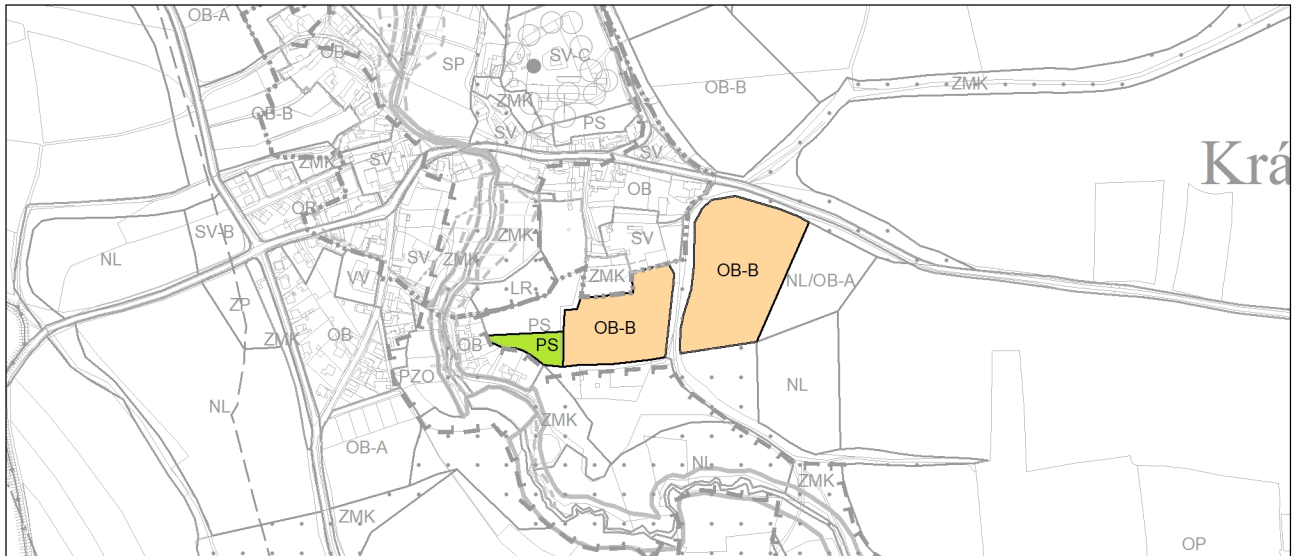 OB-A
OB
SP
SV-C
OB-B
ZMK
ZMK
OB-B
PS
SV
ZMK
SV
SV
Krá
OB
OR
SV-B
NL
ZMK
SV
SV
ZMK
OB-B
NL/OB-A
VV
ZMK
LR
ZP
ZMK
OB
PS
OB-B
PS
OB
NL
PZO
NL
OB-A
ZMK
NL
ZMK
ZMK
OP